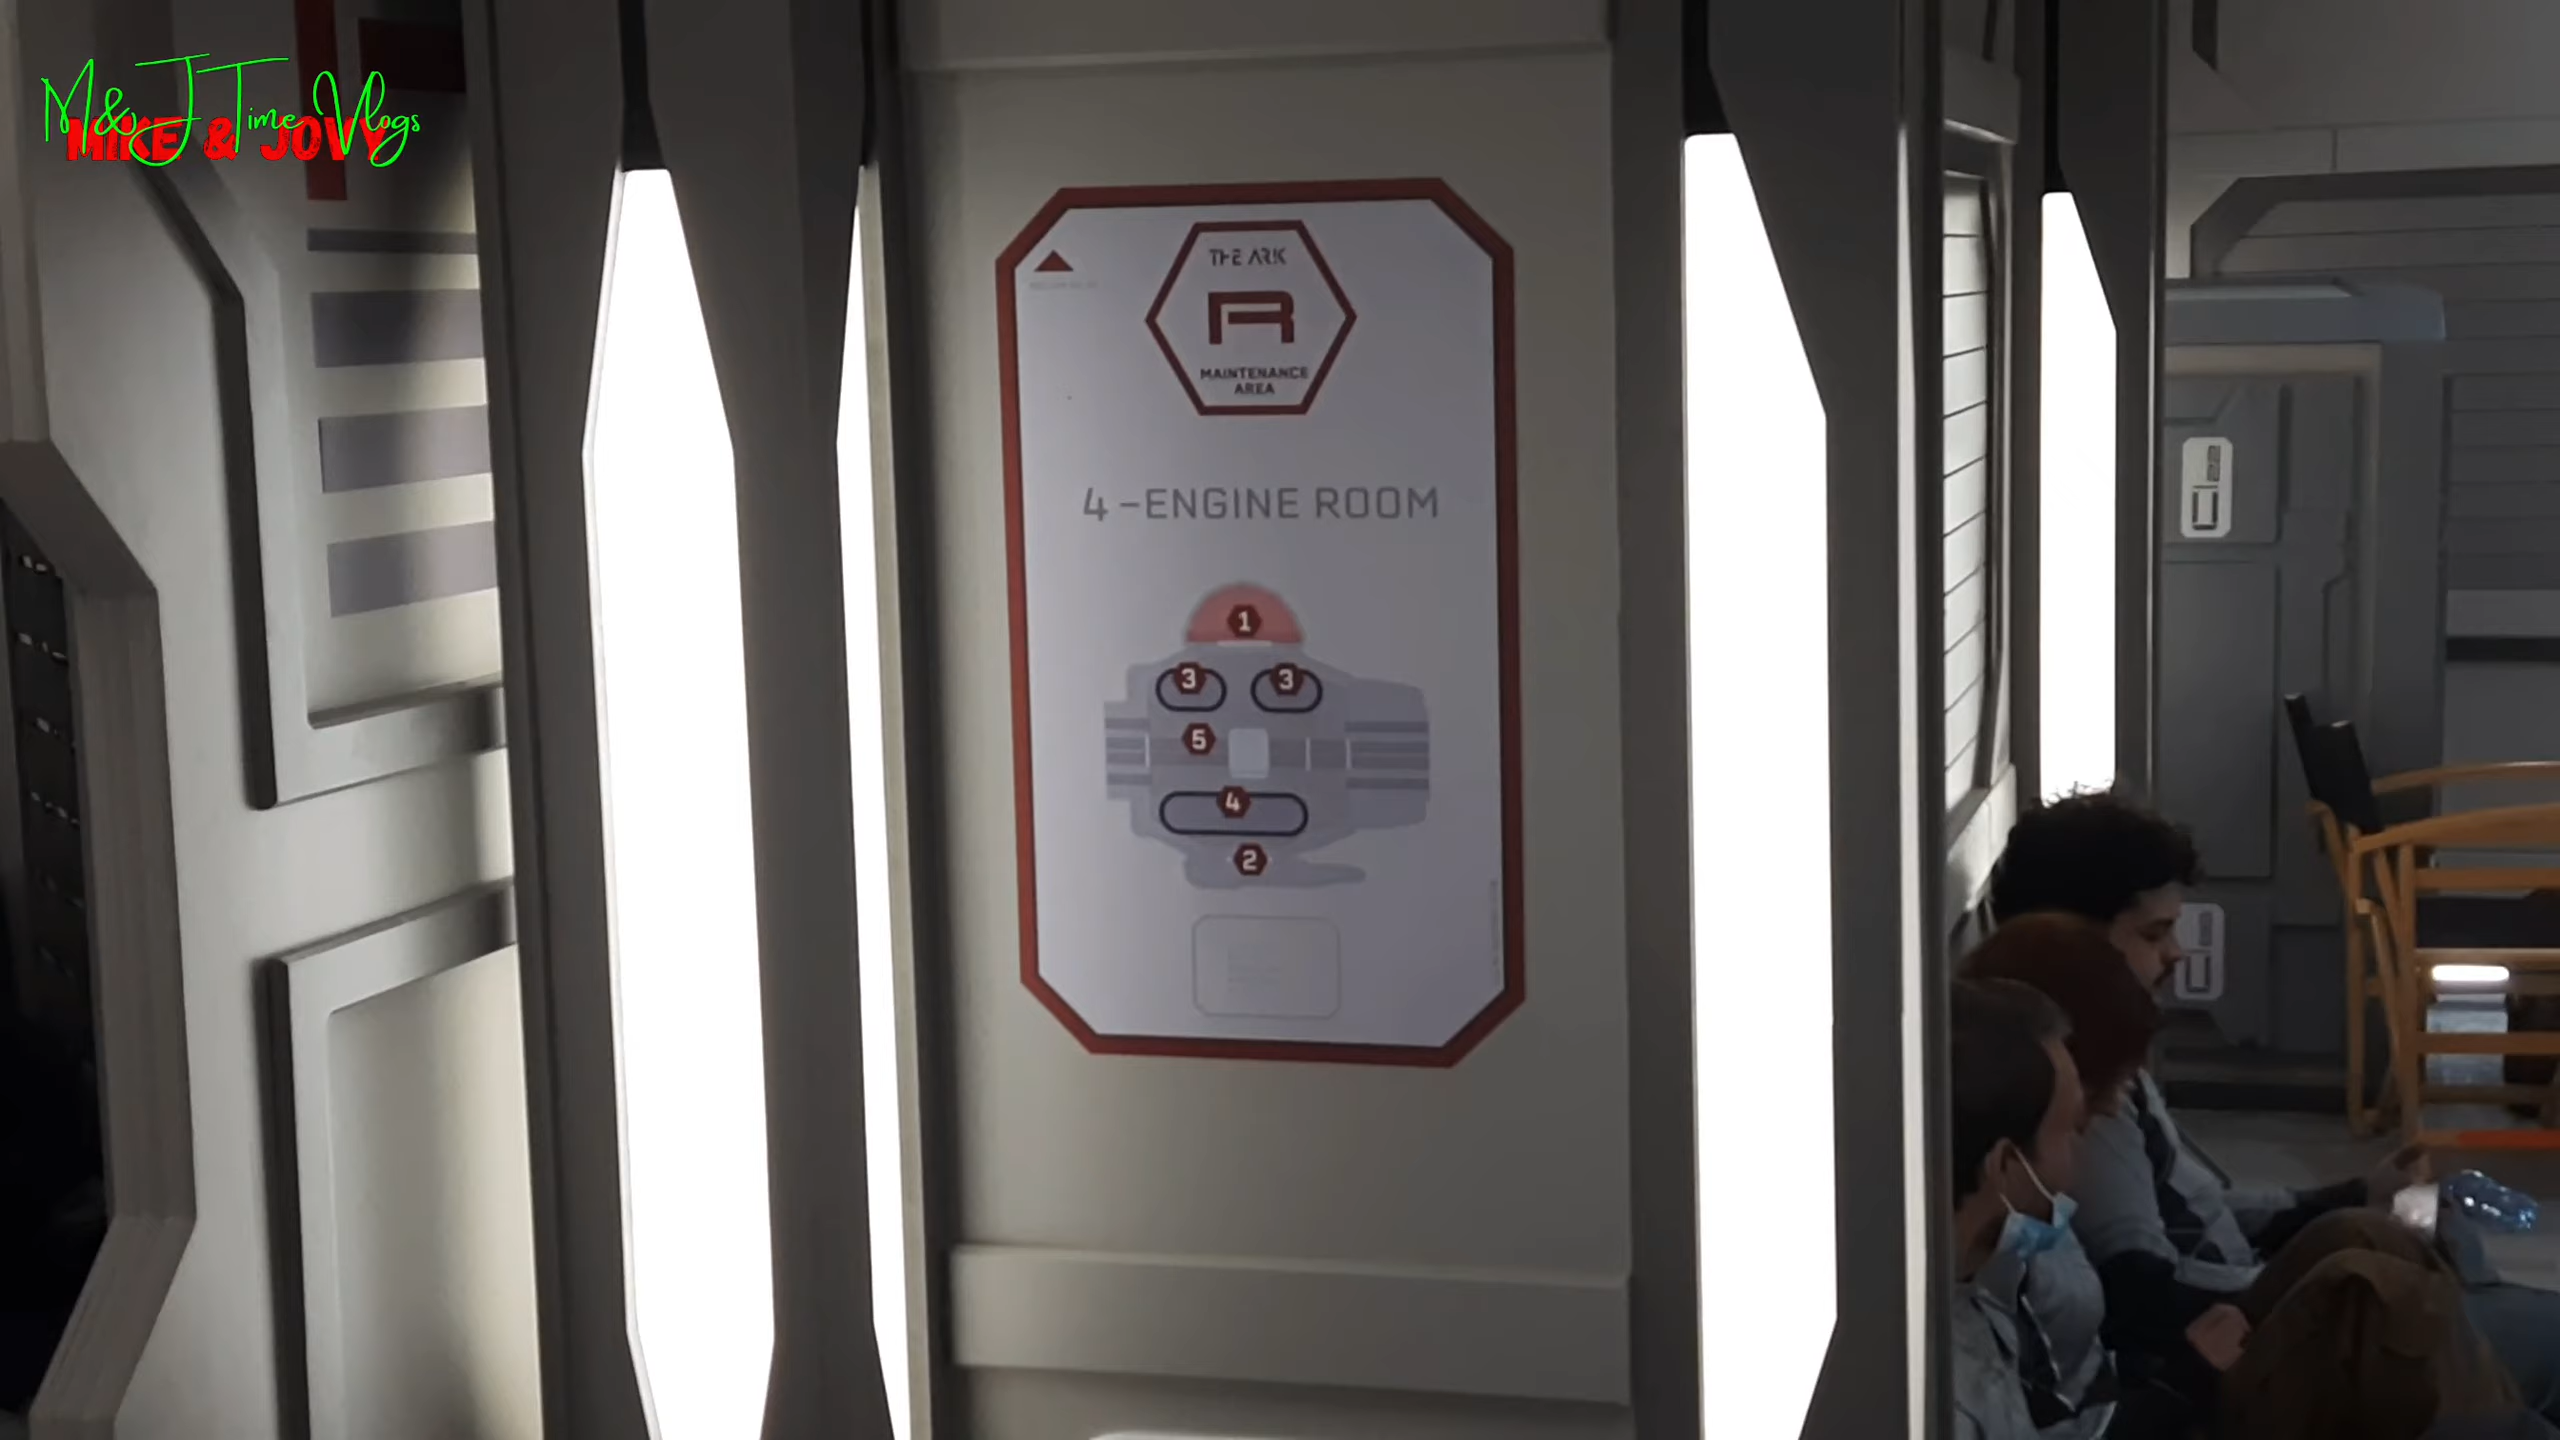 M&J Time Vlogs
MIKE & JOVY
THE ARK
R
MAINTENANCE
AREA
4-ENGINE ROOM
1
3 3
5
4
2